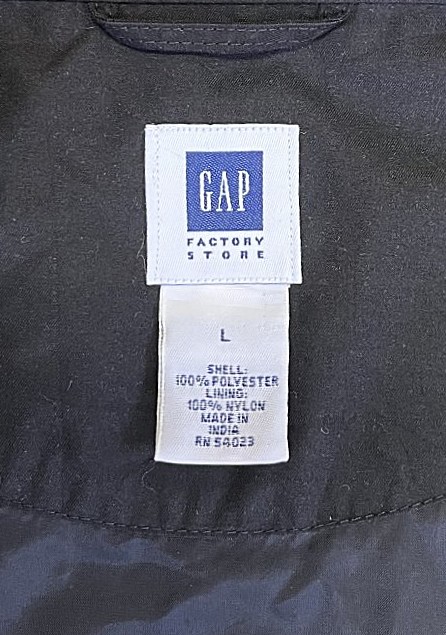 GAP
FACTORY
STORE
L
SHELL:
100% POLYESTER
LINING:
100% NYLON
MADE IN
INDIA
RN 54023